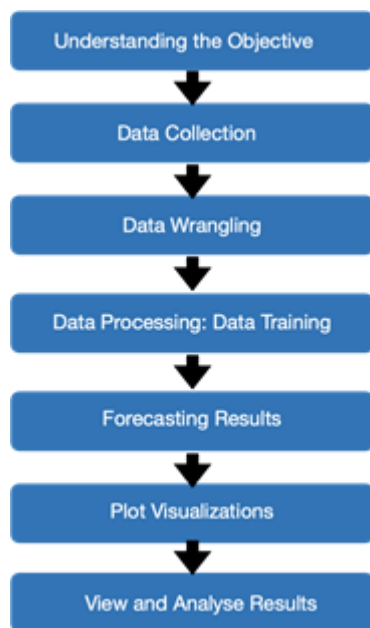 Understanding the Objective
Data Collection
Data Wrangling
Data Processing: Data Training
Forecasting Results
Plot Visualizations
View and Analyse Results